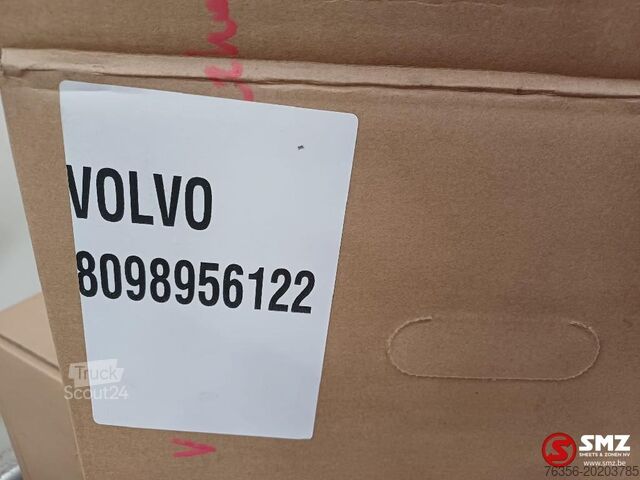 VOLVO
8098956122
Truck
Scout24
SMZ
SMEETS & ZONEN NV
www.smz.be
76356-20203785